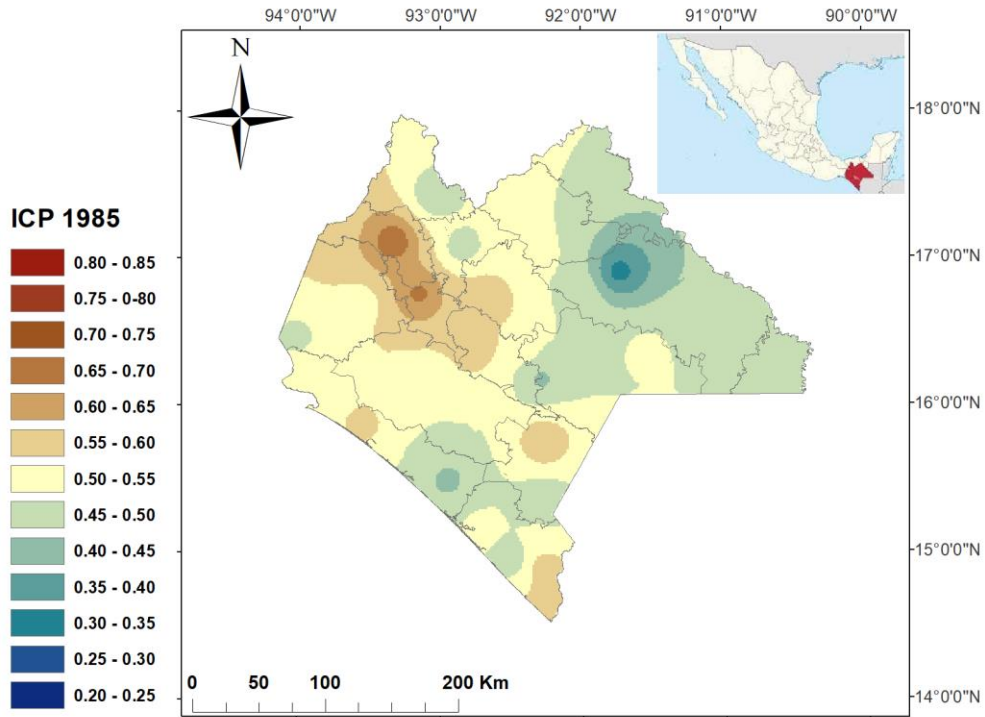 94°0'0"W 93°0'0"W 92°0'0"W 91°0'0"W 90°0'0"W
N
18°0'0"N
ICP 1985
0.80 - 0.85
17°0'0"N
0.75 - 0-80
0.70 - 0.75
0.65 - 0.70
0.60 - 0.65
16°0'0"N
0.55 - 0.60
0.50 - 0.55
0.45 - 0.50
0.40 - 0.45
15°0'0"N
0.35 - 0.40
0.30 - 0.35
0.25 - 0.30
0.20 - 0.25
14°0'0"N
0 50 100 200 Km